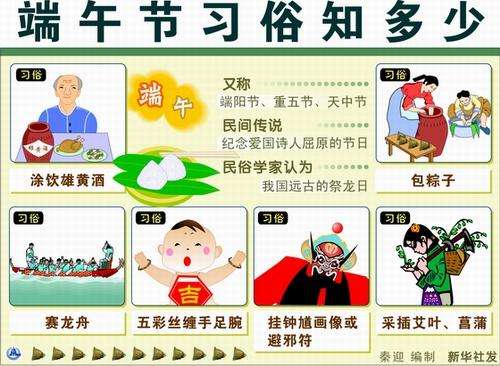 端午节习俗知多少
习俗
涂饮雄黄酒
端午
又称
端阳节、重五节、天中节
民间传说
纪念爱国诗人屈原的节日
民俗学家认为
我国远古的祭龙日
习俗
包粽子
习俗
赛龙舟
习俗
吉
五彩丝缠手足腕
习俗
挂钟馗画像或
避邪符
习俗
采插艾叶、菖蒲
秦迎 编制 新华社发